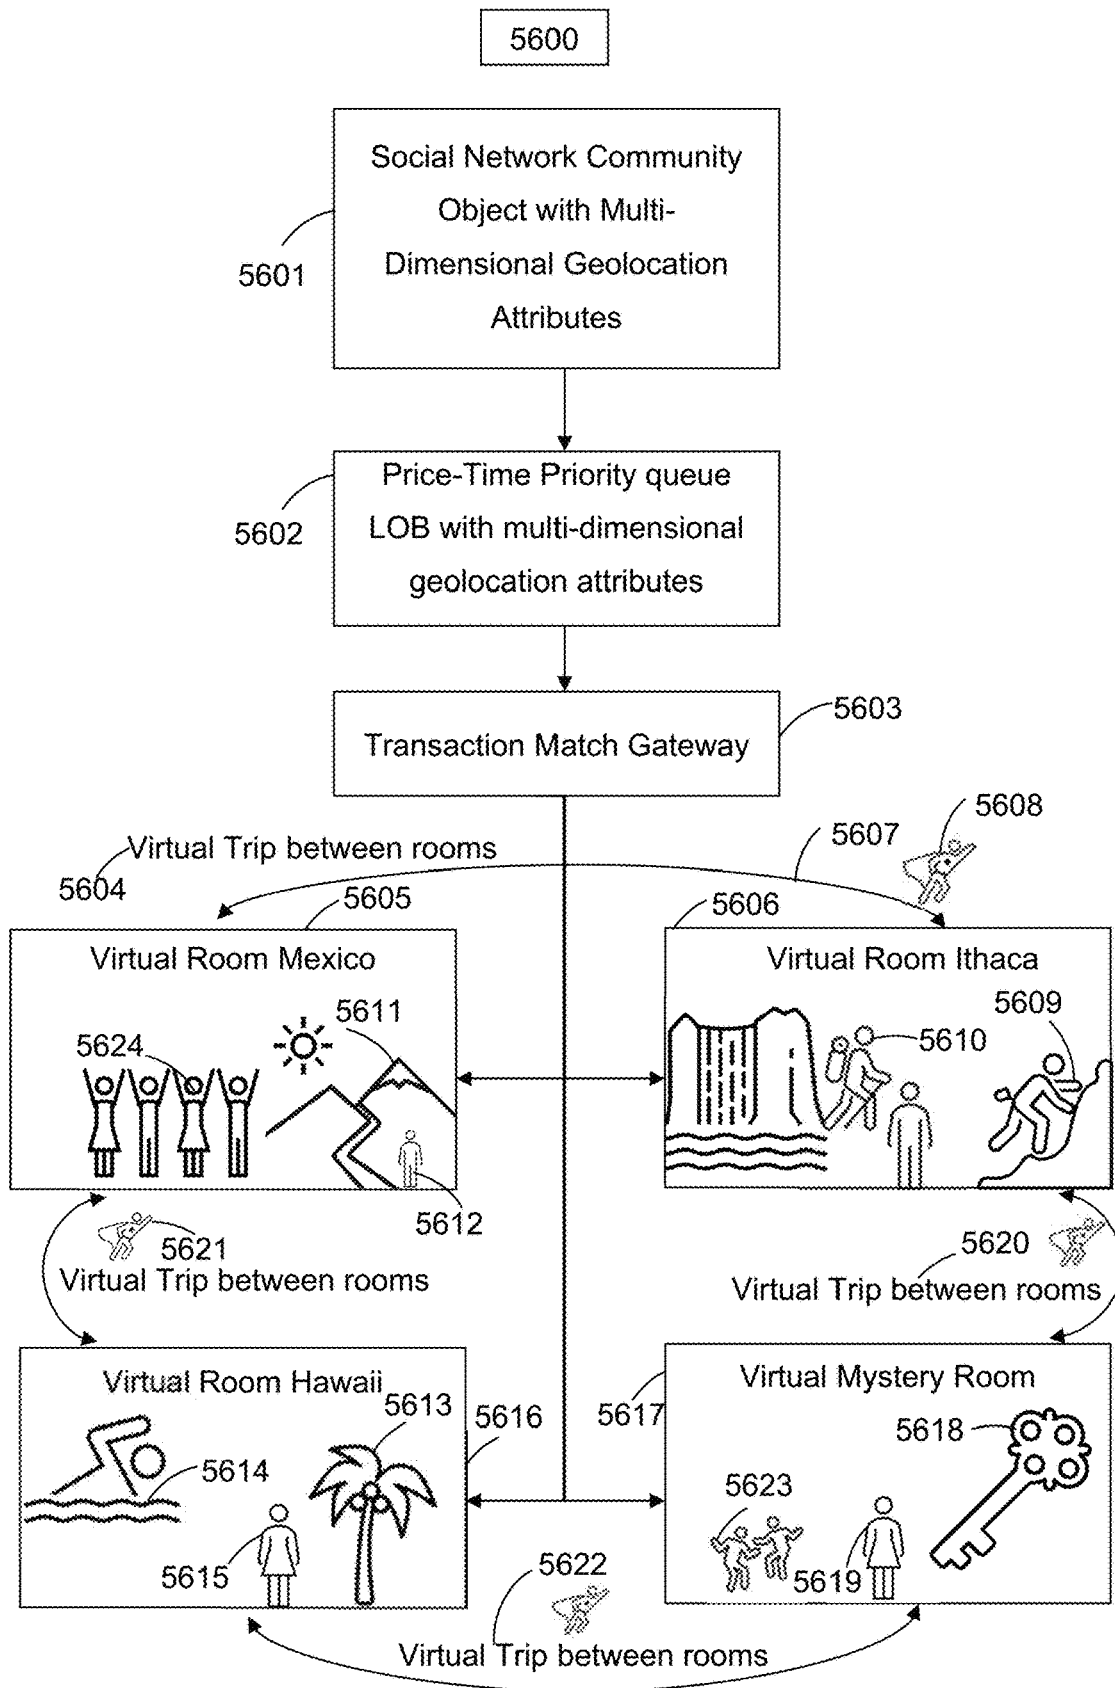 5600
Social Network Community
Object with Multi-
Dimensional Geolocation
Attributes
5601
Price-Time Priority queue
LOB with multi-dimensional
geolocation attributes
5602
Transaction Match Gateway
5603
5608
5607
Virtual Trip between rooms
5604
5605
5606
Virtual Room Mexico
Virtual Room Ithaca
5611
5609
5624
5610
5612
5621
5620
Virtual Trip between rooms
Virtual Trip between rooms
Virtual Room Hawaii
Virtual Mystery Room
5613
5616
5617
5618
5614
5623
5615
5622
5619
Virtual Trip between rooms